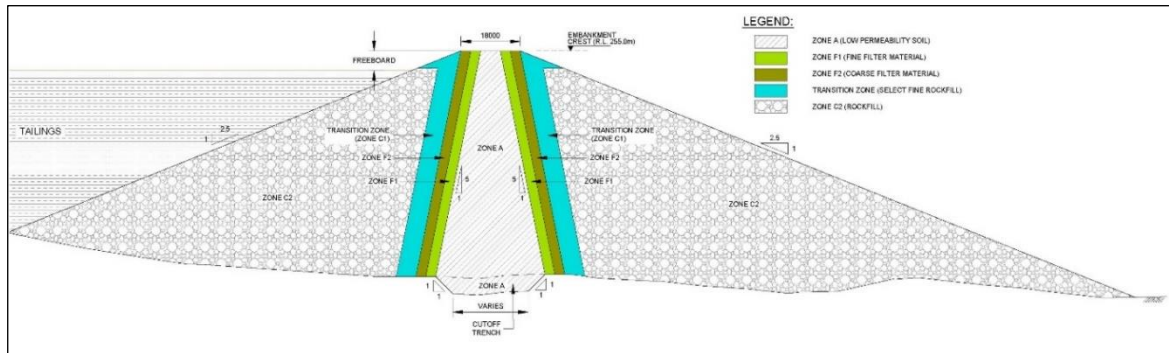 LEGEND:
ZONE A (LOW PERMEABILITY SOIL)
ZONE F1 (FINE FILTER MATERIAL)
ZONE F2 (COARSE FILTER MATERIAL)
TRANSITION ZONE (SELECT FINE ROCKFILL)
ZONE C2 (ROCKFILL)
18000
EMBANKMENT
CREST (R.L. 255.0m)
FREEBOARD
TAILINGS
2.5
1
TRANSITION ZONE
(ZONE C1)
ZONE F2
ZONE F1
ZONE C2
ZONE A
5
1
5
1
TRANSITION ZONE
(ZONE C1)
ZONE F2
ZONE F1
ZONE C2
2.5
1
1
1
ZONE A
1
1
VARIES
CUTOFF
TRENCH